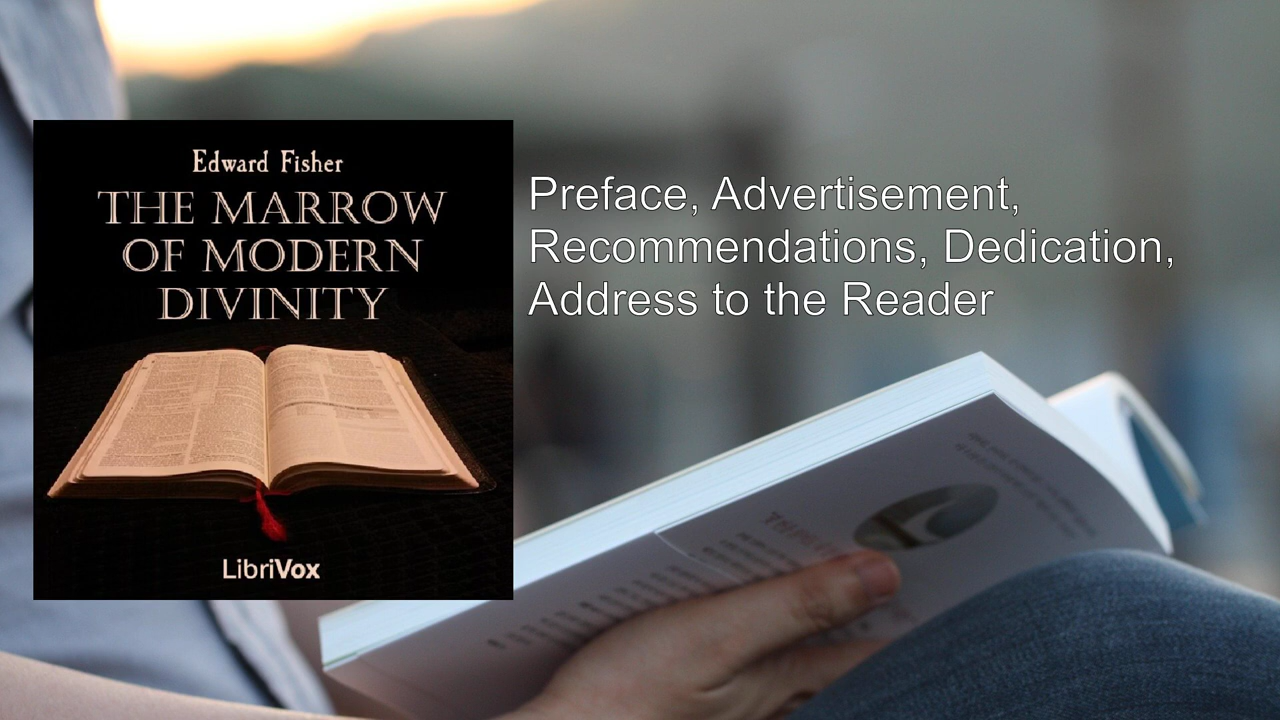 Edward Fisher
THE MARROW
OF MODERN
DIVINITY
LibriVox
Preface, Advertisement,
Recommendations, Dedication,
Address to the Reader